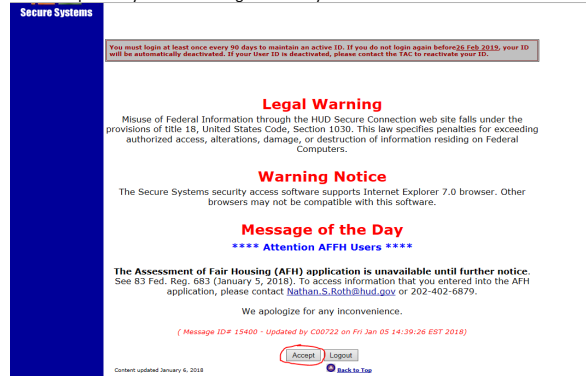 Secure Systems
You must login at least once every 90 days to maintain an active ID. If you do not login again before26 Feb 2019, your ID
will be automatically deactivated. If your User ID is deactivated, please contact the TAC to reactivate your ID.
Legal Warning
Misuse of Federal Information through the HUD Secure Connection web site falls under the
provisions of title 18, United States Code, Section 1030. This law specifies penalties for exceeding
authorized access, alterations, damage, or destruction of information residing on Federal
Computers.
Warning Notice
The Secure Systems security access software supports Internet Explorer 7.0 browser. Other
browsers may not be compatible with this software.
Message of the Day
**** Attention AFFH Users ****
The Assessment of Fair Housing (AFH) application is unavailable until further notice.
See 83 Fed. Reg. 683 (January 5, 2018). To access information that you entered into the AFH
application, please contact Nathan.S.Roth@hud.gov or 202-402-6879.
We apologize for any inconvenience.
( Message ID# 15400 - Updated by C00722 on Fri Jan 05 14:39:26 EST 2018)
Accept Logout
Content updated January 6, 2018 Back to Top